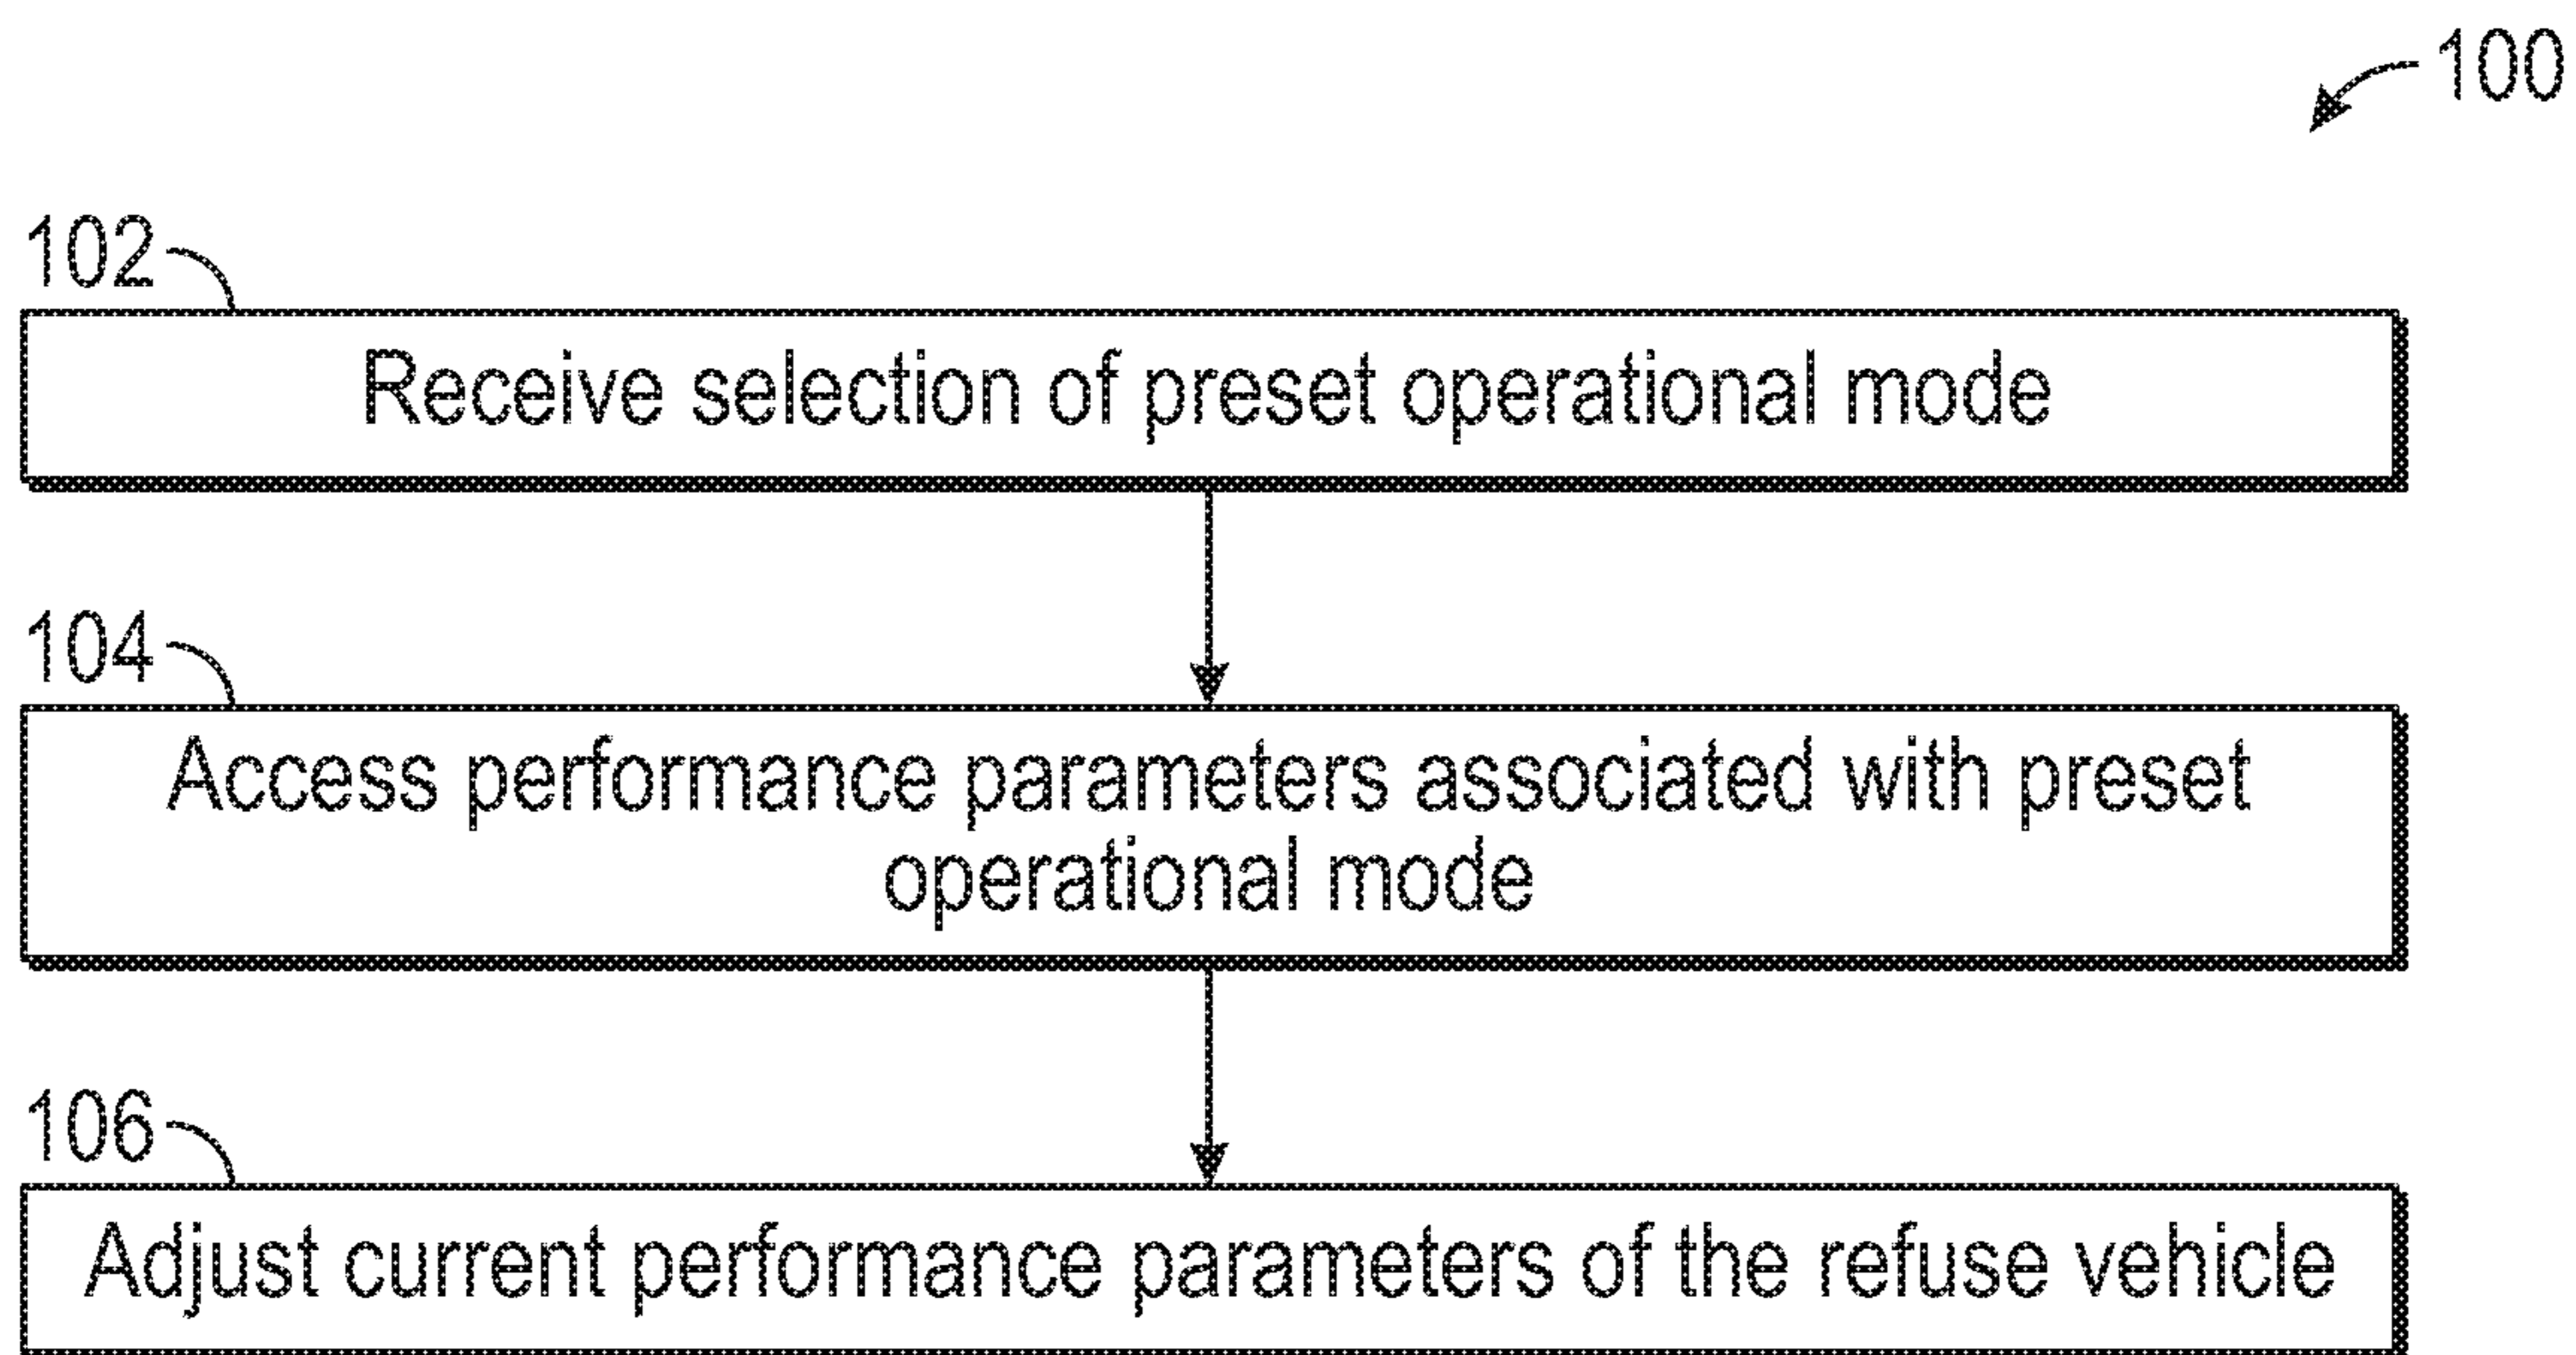 100
102
Receive selection of preset operational mode
104
Access performance parameters associated with preset
operational mode
106
Adjust current performance parameters of the refuse vehicle